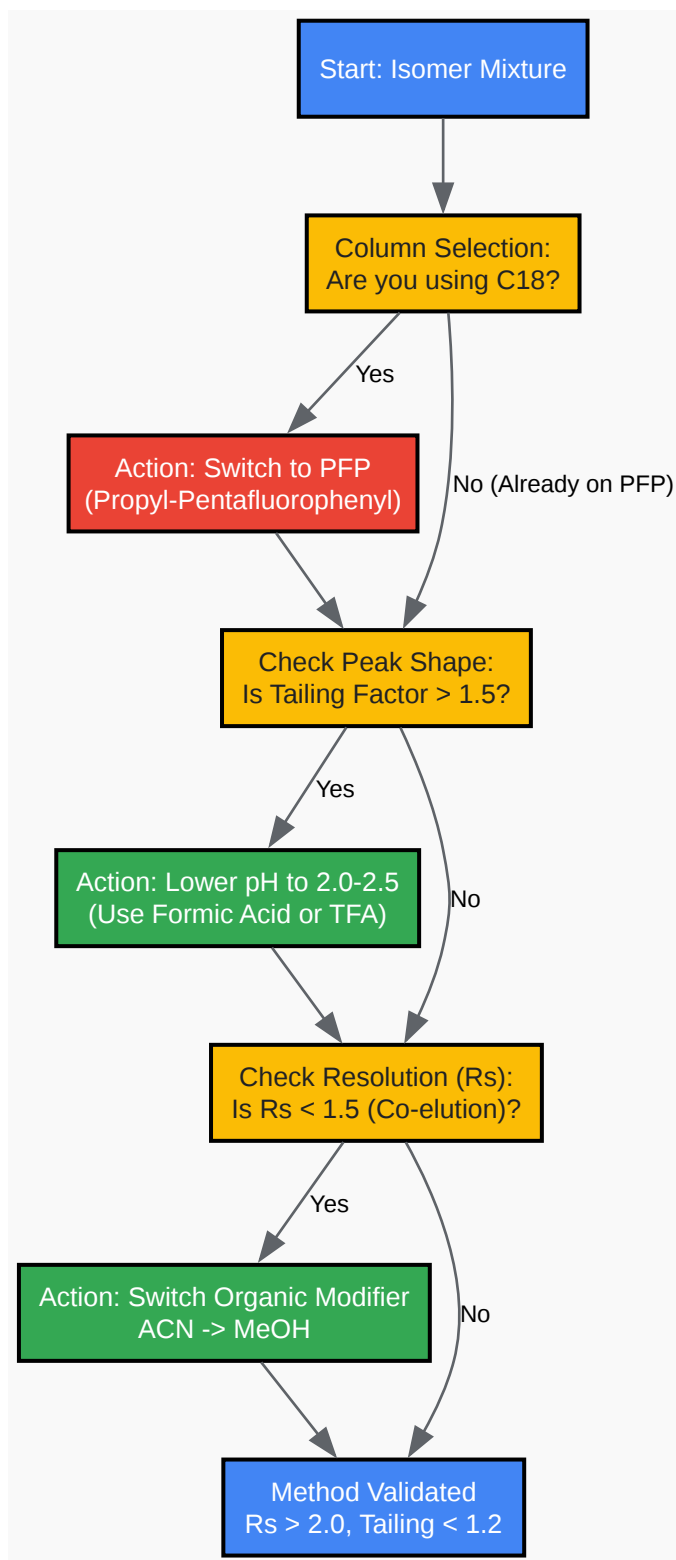 Start: Isomer Mixture
Column Selection:
Are you using C18?
Yes
Action: Switch to PFP
(Propyl-Pentafluorophenyl)
No (Already on PFP)
Check Peak Shape:
Is Tailing Factor > 1.5?
Yes
Action: Lower pH to 2.0-2.5
(Use Formic Acid or TFA)
No
Check Resolution (Rs):
Is Rs < 1.5 (Co-elution)?
Yes
Action: Switch Organic Modifier
ACN -> MeOH
No
Method Validated
Rs > 2.0, Tailing < 1.2